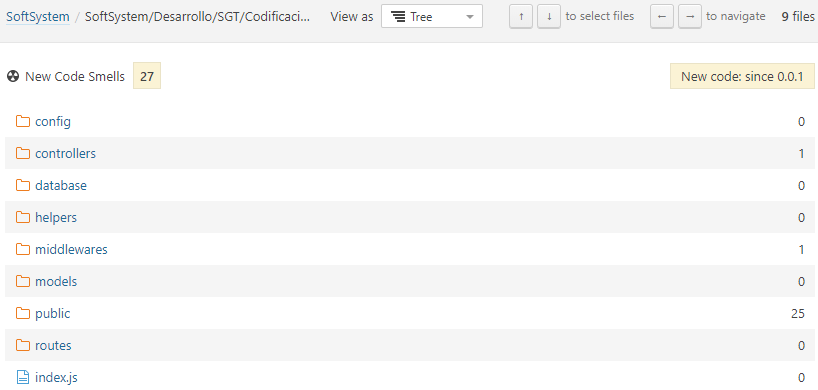 SoftSystem / SoftSystem/Desarrollo/SGT/Codificaci... View as Tree ↑ ↓ to select files ← → to navigate 9 files
New Code Smells 27 New code: since 0.0.1
config 0
controllers 1
database 0
helpers 0
middlewares 1
models 0
public 25
routes 0
index.js 0